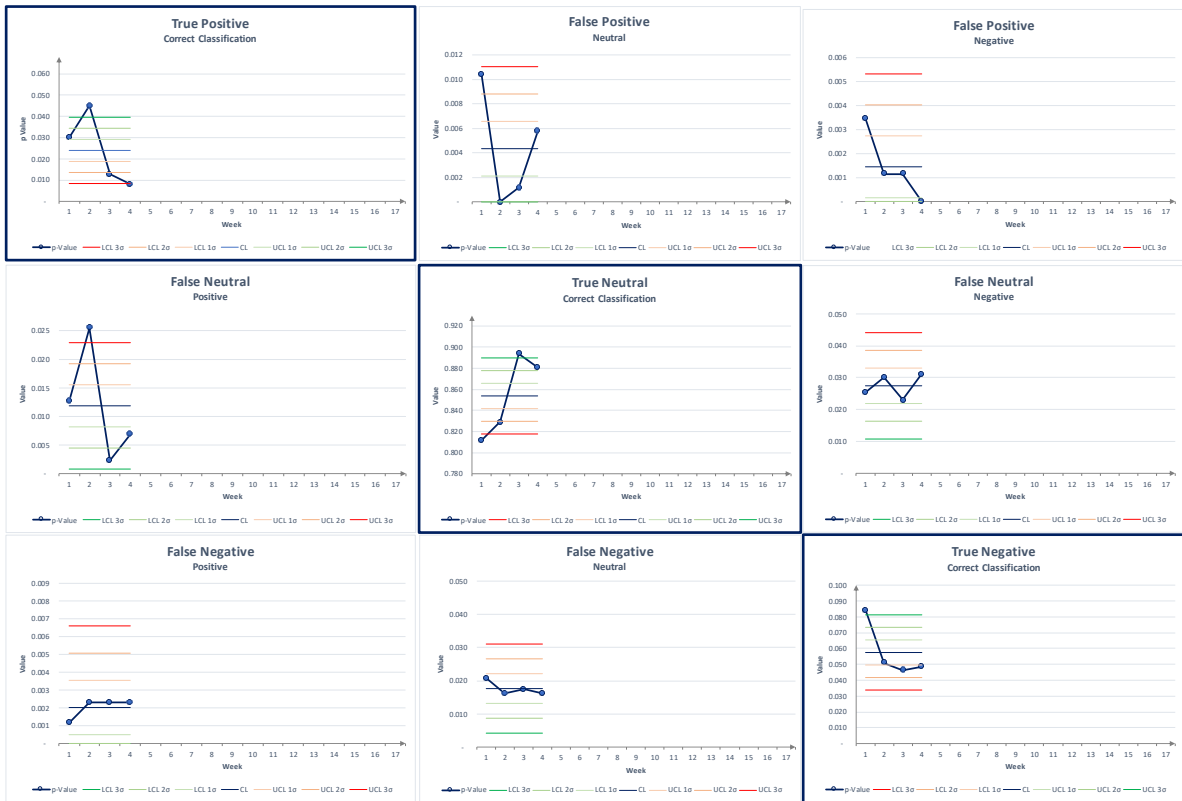 True Positive
Correct Classification
p Value
0.060
0.050
0.040
0.030
0.020
0.010
-
1 2 3 4 5 6 7 8 9 10 11 12 13 14 15 16 17
Week
p-Value LCL 3σ LCL 2σ LCL 1σ CL UCL 1σ UCL 2σ UCL 3σ
False Positive
Neutral
Value
0.012
0.010
0.008
0.006
0.004
0.002
-
1 2 3 4 5 6 7 8 9 10 11 12 13 14 15 16 17
Week
p-Value LCL 3σ LCL 2σ LCL 1σ CL UCL 1σ UCL 2σ UCL 3σ
False Positive
Negative
Value
0.006
0.005
0.004
0.003
0.002
0.001
-
1 2 3 4 5 6 7 8 9 10 11 12 13 14 15 16 17
Week
p-Value LCL 3σ LCL 2σ LCL 1σ CL UCL 1σ UCL 2σ UCL 3σ
False Neutral
Positive
Value
0.025
0.020
0.015
0.010
0.005
-
1 2 3 4 5 6 7 8 9 10 11 12 13 14 15 16 17
Week
p-Value LCL 3σ LCL 2σ LCL 1σ CL UCL 1σ UCL 2σ UCL 3σ
True Neutral
Correct Classification
Value
0.920
0.900
0.880
0.860
0.840
0.820
0.800
0.780
1 2 3 4 5 6 7 8 9 10 11 12 13 14 15 16 17
Week
p-Value LCL 3σ LCL 2σ LCL 1σ CL UCL 1σ UCL 2σ UCL 3σ
False Neutral
Negative
Value
0.050
0.040
0.030
0.020
0.010
-
1 2 3 4 5 6 7 8 9 10 11 12 13 14 15 16 17
Week
p-Value LCL 3σ LCL 2σ LCL 1σ CL UCL 1σ UCL 2σ UCL 3σ
False Negative
Positive
Value
0.009
0.008
0.007
0.006
0.005
0.004
0.003
0.002
0.001
-
1 2 3 4 5 6 7 8 9 10 11 12 13 14 15 16 17
Week
p-Value LCL 3σ LCL 2σ LCL 1σ CL UCL 1σ UCL 2σ UCL 3σ
False Negative
Neutral
Value
0.050
0.040
0.030
0.020
0.010
-
1 2 3 4 5 6 7 8 9 10 11 12 13 14 15 16 17
Week
p-Value LCL 3σ LCL 2σ LCL 1σ CL UCL 1σ UCL 2σ UCL 3σ
True Negative
Correct Classification
Value
0.100
0.090
0.080
0.070
0.060
0.050
0.040
0.030
0.020
0.010
-
1 2 3 4 5 6 7 8 9 10 11 12 13 14 15 16 17
Week
p-Value LCL 3σ LCL 2σ LCL 1σ CL UCL 1σ UCL 2σ UCL 3σ